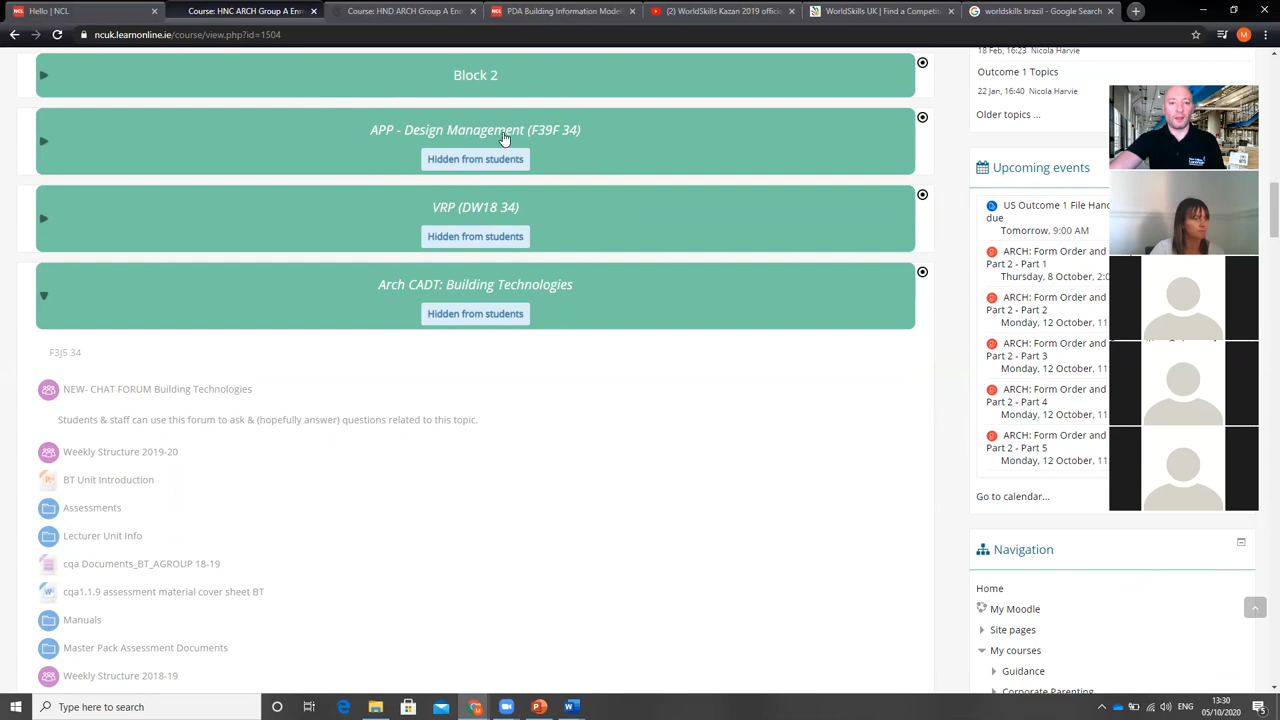 Hello | NCL
Course: HNC ARCH Group A Enr
Course: HND ARCH Group A Enr
PDA Building Information Model
(2) WorldSkills Kazan 2019 offici
WorldSkills UK | Find a Competit
worldskills brazil - Google Search
ncuk.learnonline.ie/course/view.php?id=1504
M
Block 2
APP - Design Management (F39F 34)
Hidden from students
VRP (DW18 34)
Hidden from students
Arch CADT: Building Technologies
Hidden from students
F3J5 34
NEW- CHAT FORUM Building Technologies
Students & staff can use this forum to ask & (hopefully answer) questions related to this topic.
Weekly Structure 2019-20
BT Unit Introduction
Assessments
Lecturer Unit Info
cqa Documents_BT_AGROUP 18-19
cqa1.1.9 assessment material cover sheet BT
Manuals
Master Pack Assessment Documents
Weekly Structure 2018-19
18 Feb, 16:23 Nicola Harvie
Outcome 1 Topics
22 Jan, 16:40 Nicola Harvie
Older topics ...
Upcoming events
US Outcome 1 File Hand
due
Tomorrow, 9:00 AM
ARCH: Form Order and
Part 2 - Part 1
Thursday, 8 October, 2:0
ARCH: Form Order and
Part 2 - Part 2
Monday, 12 October, 11
ARCH: Form Order and
Part 2 - Part 3
Monday, 12 October, 11
ARCH: Form Order and
Part 2 - Part 4
Monday, 12 October, 11
ARCH: Form Order and
Part 2 - Part 5
Monday, 12 October, 11
Go to calendar...
Navigation
Home
My Moodle
Site pages
My courses
Guidance
Corporate Parenting
Type here to search
ENG
13:30
05/10/2020